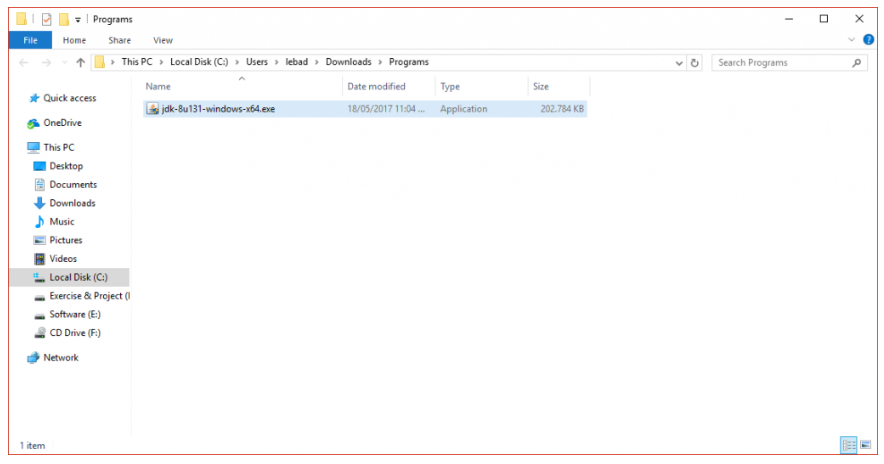 Programs
File Home Share View
This PC Local Disk (C:) Users lebad Downloads Programs
Search Programs
Name Date modified Type Size
jdk-8u131-windows-x64.exe 18/05/2017 11:04 ... Application 202.784 KB
Quick access
OneDrive
This PC
Desktop
Documents
Downloads
Music
Pictures
Videos
Local Disk (C:)
Exercise & Project (
Software (E:)
CD Drive (F:)
Network
1 item